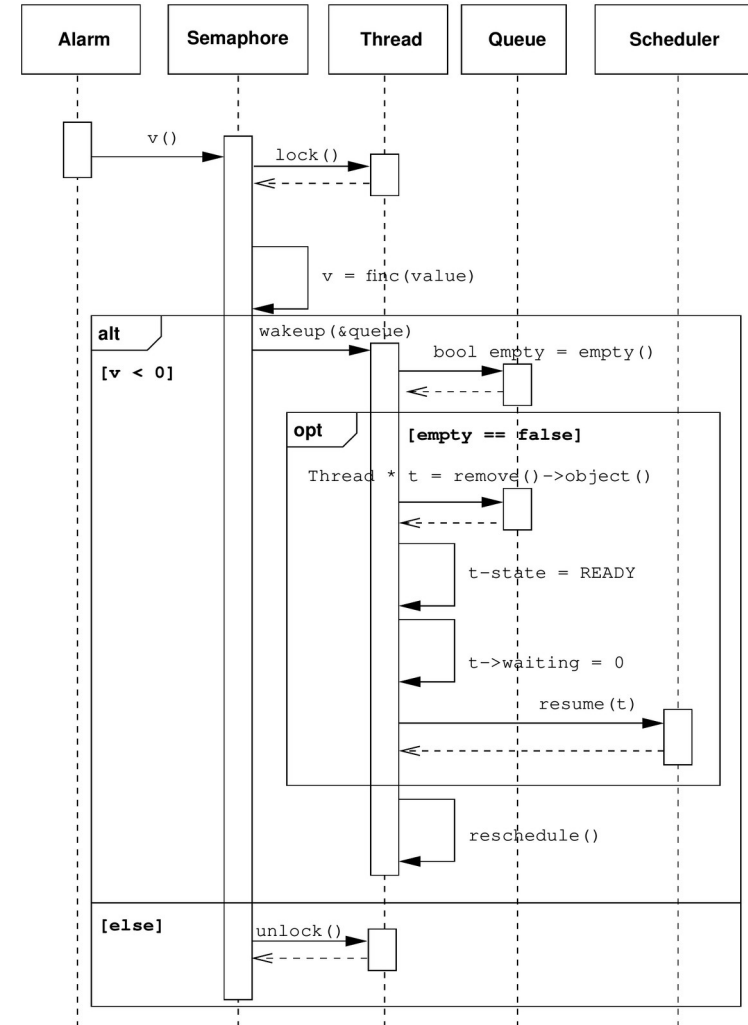 Alarm
Semaphore
Thread
Queue
Scheduler
v()
lock()
v = finc(value)
alt
wakeup(&queue)
bool empty = empty()
[v < 0]
opt
[empty == false]
Thread * t = remove()->object()
t-state = READY
t->waiting = 0
resume(t)
reschedule()
[else]
unlock()